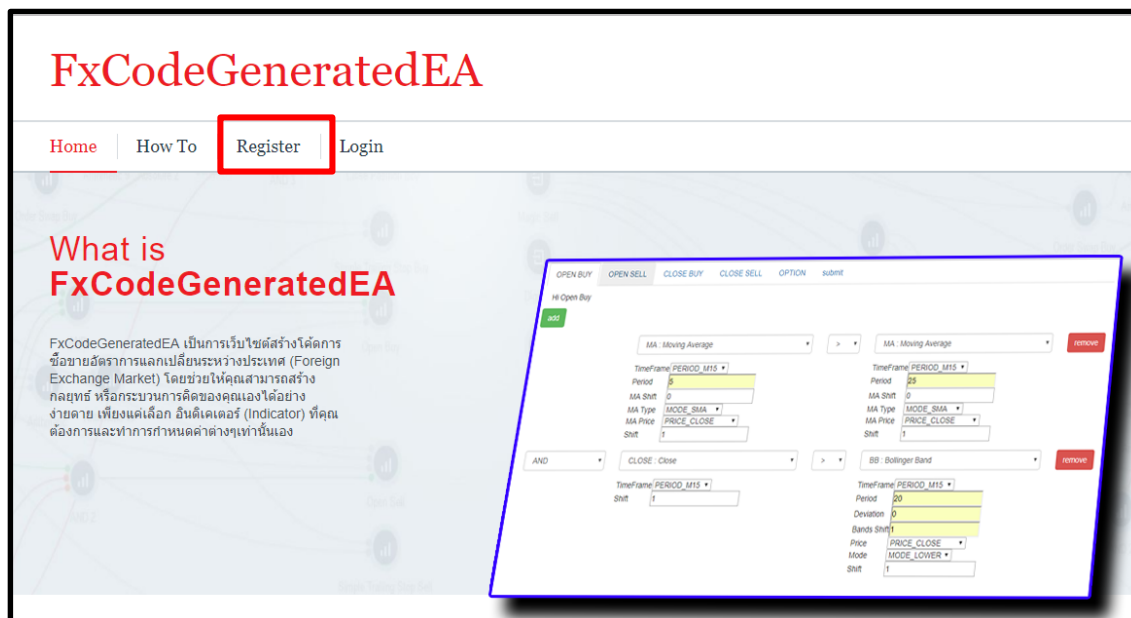 FxCodeGeneratedEA
Home How To Register Login
What is
FxCodeGeneratedEA
FxCodeGeneratedEA เป็นการเว็บไซต์สร้างโค้ดการ
ซื้อขายอัตราการแลกเปลี่ยนระหว่างประเทศ (Foreign
Exchange Market) โดยช่วยให้คุณสามารถสร้าง
กลยุทธ์ หรือกระบวนการคิดของคุณเองได้อย่าง
ง่ายดาย เพียงแค่เลือก อินดิเคเตอร์ (Indicator) ที่คุณ
ต้องการและทำการกำหนดค่าต่างๆเท่านั้นเอง
OPEN BUY OPEN SELL CLOSE BUY CLOSE SELL OPTION submit
Hi Open Buy
add
MA : Moving Average > MA : Moving Average remove
TimeFrame PERIOD_M15 TimeFrame PERIOD_M15
Period 5 Period 25
MA Shift 0 MA Shift 0
MA Type MODE_SMA MA Type MODE_SMA
MA Price PRICE_CLOSE MA Price PRICE_CLOSE
Shift 1 Shift 1
AND CLOSE : Close > BB : Bollinger Band remove
TimeFrame PERIOD_M15 TimeFrame PERIOD_M15
Shift 1 Period 20
Deviation 0
Bands Shift 1
Price PRICE_CLOSE
Mode MODE_LOWER
Shift 1